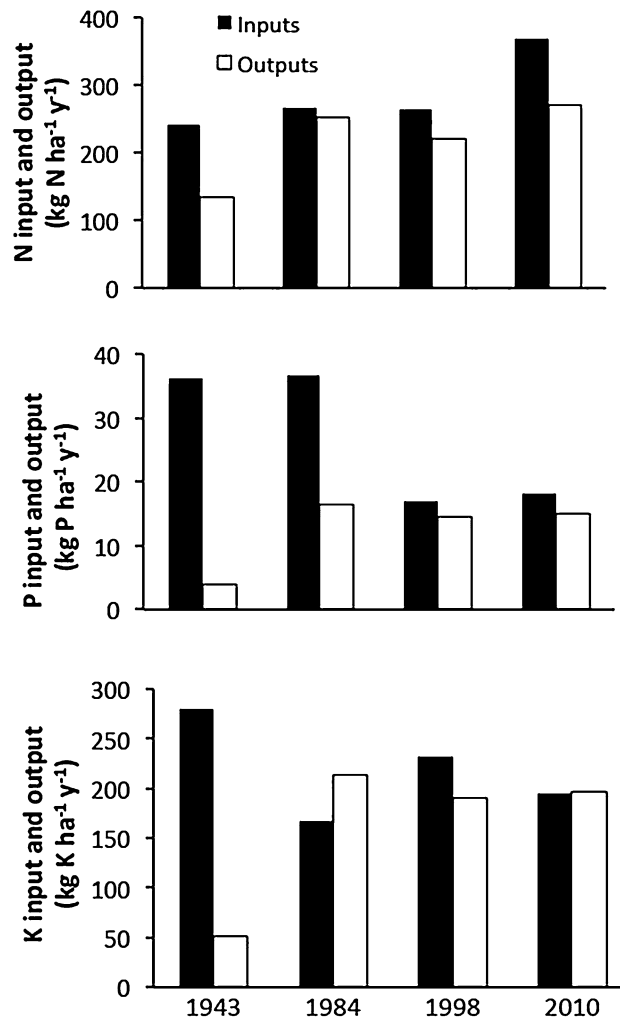 N input and output
(kg N ha⁻¹ y⁻¹)
400
300
200
100
0
Inputs
Outputs
P input and output
(kg P ha⁻¹ y⁻¹)
40
30
20
10
0
K input and output
(kg K ha⁻¹ y⁻¹)
300
250
200
150
100
50
0
1943 1984 1998 2010